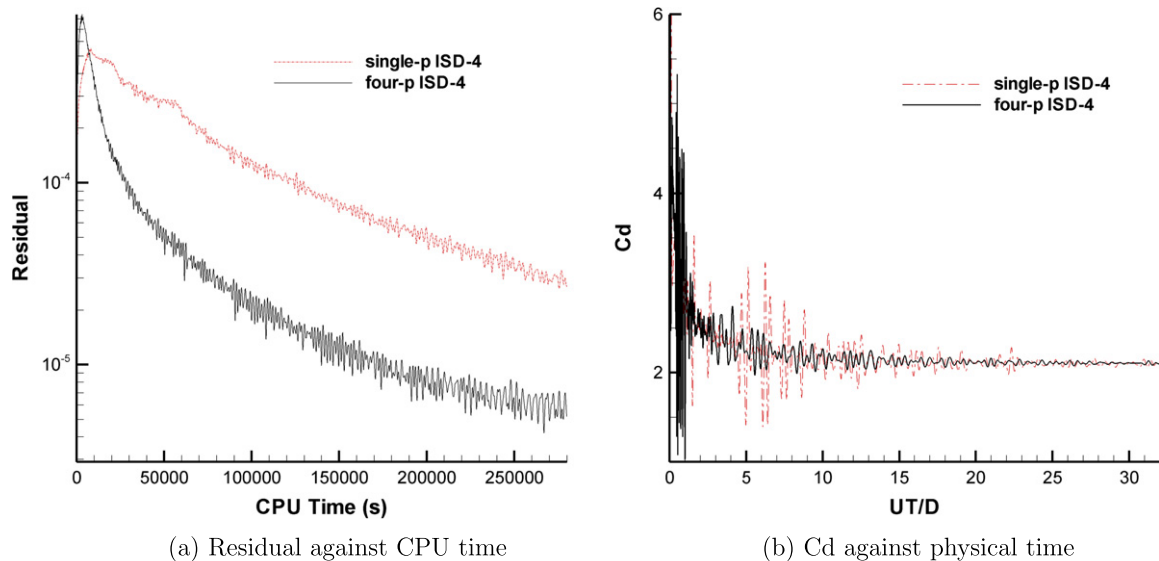 single-p ISD-4
four-p ISD-4
10-4
10-5
Residual
0
50000
100000
150000
200000
250000
CPU Time (s)
(a) Residual against CPU time
6
4
2
Cd
single-p ISD-4
four-p ISD-4
0
5
10
15
20
25
30
UT/D
(b) Cd against physical time